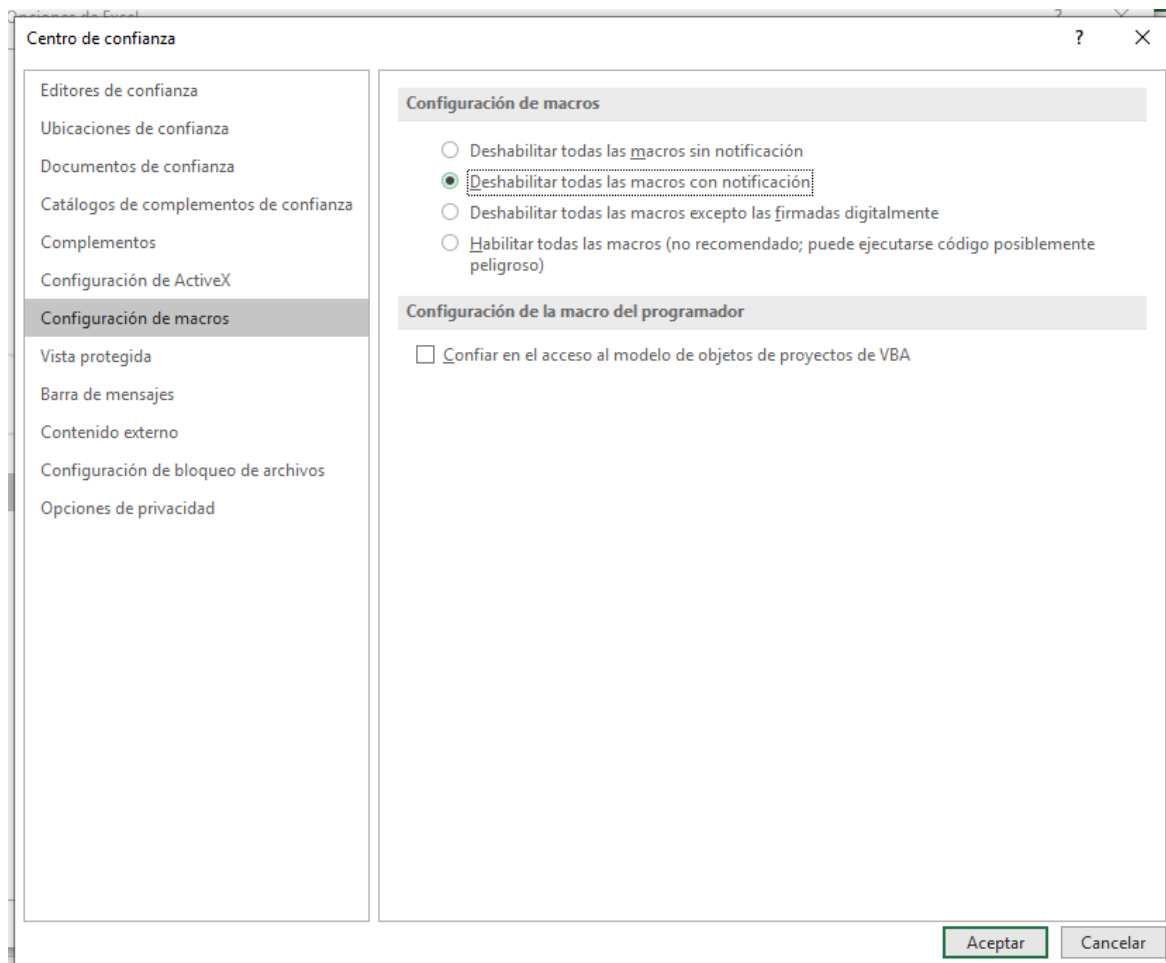 Opciones de Excel ?
Centro de confianza ?
Editores de confianza
Ubicaciones de confianza
Documentos de confianza
Catálogos de complementos de confianza
Complementos
Configuración de ActiveX
Configuración de macros
Vista protegida
Barra de mensajes
Contenido externo
Configuración de bloqueo de archivos
Opciones de privacidad
Configuración de macros
Deshabilitar todas las macros sin notificación
Deshabilitar todas las macros con notificación
Deshabilitar todas las macros excepto las firmadas digitalmente
Habilitar todas las macros (no recomendado; puede ejecutarse código posiblemente
peligroso)
Configuración de la macro del programador
Confiar en el acceso al modelo de objetos de proyectos de VBA
Aceptar
Cancelar